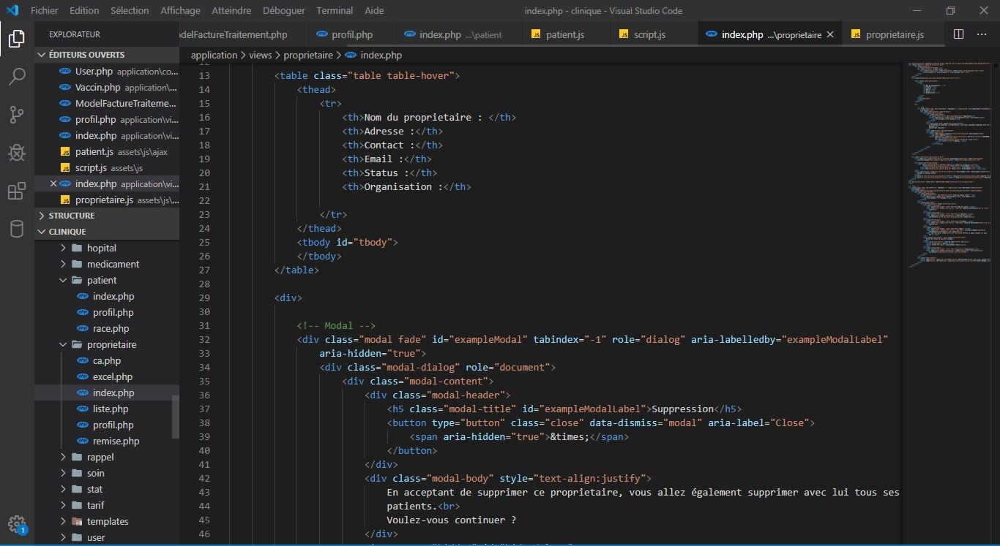 Fichier Edition Sélection Affichage Atteindre Déboguer Terminal Aide index.php - clinique - Visual Studio Code
EXPLORATEUR
odelFactureTraitement.php profil.php index.php ...\patient patient.js script.js index.php ...\proprietaire proprietaire.js
ÉDITEURS OUVERTS
User.php application\co...
Vaccin.php application\...
ModelFactureTraiteme...
profil.php application\vi...
index.php application\vi...
patient.js assets\js\ajax
script.js assets\js
index.php application\vi...
proprietaire.js assets\js\...
STRUCTURE
CLINIQUE
hopital
medicament
patient
index.php
profil.php
race.php
proprietaire
ca.php
excel.php
index.php
liste.php
profil.php
remise.php
rappel
soin
stat
tarif
templates
user
1
application > views > proprietaire > index.php
12
13 <table class="table table-hover">
14 <thead>
15 <tr>
16 <th>Nom du proprietaire : </th>
17 <th>Adresse :</th>
18 <th>Contact :</th>
19 <th>Email :</th>
20 <th>Status :</th>
21 <th>Organisation :</th>
22
23 </tr>
24 </thead>
25 <tbody id="tbody">
26 </tbody>
27 </table>
28
29 <div>
30
31 <!-- Modal -->
32 <div class="modal fade" id="exampleModal" tabindex="-1" role="dialog" aria-labelledby="exampleModalLabel"
33 aria-hidden="true">
34 <div class="modal-dialog" role="document">
35 <div class="modal-content">
36 <div class="modal-header">
37 <h5 class="modal-title" id="exampleModalLabel">Suppression</h5>
38 <button type="button" class="close" data-dismiss="modal" aria-label="Close">
39 <span aria-hidden="true">&times;</span>
40 </button>
41 </div>
42 <div class="modal-body" style="text-align:justify">
43 En acceptant de supprimer ce proprietaire, vous allez également supprimer avec lui tous ses
44 patients.<br>
45 Voulez-vous continuer ?
46 </div>